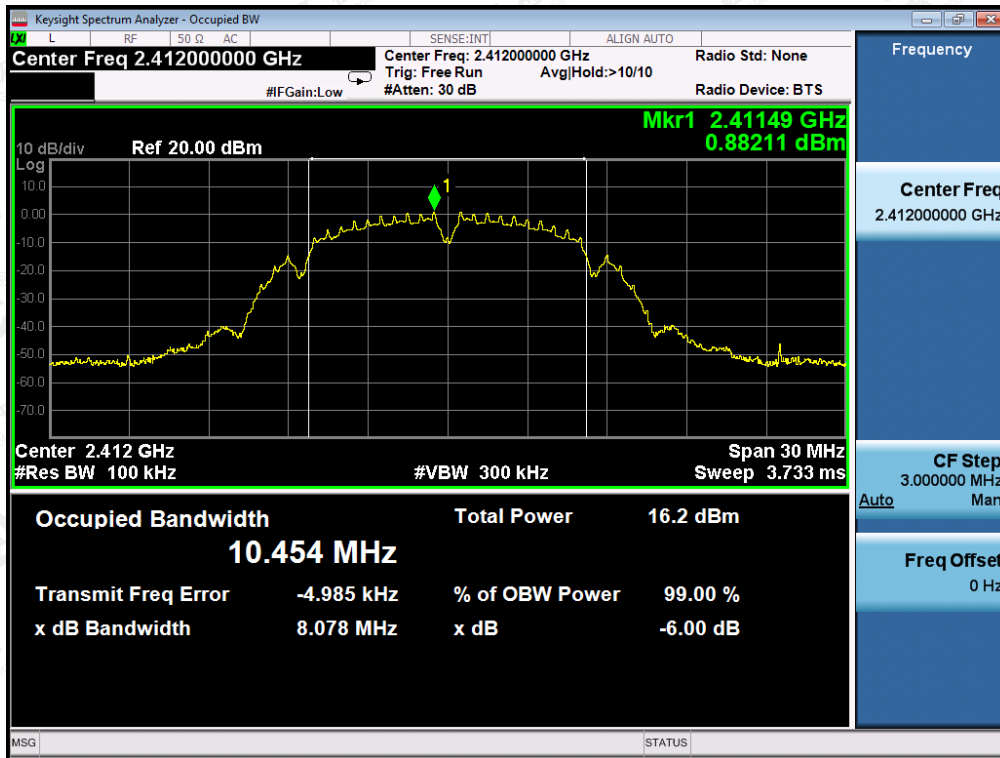 Keysight Spectrum Analyzer - Occupied BW
LXI L RF 50 Ω AC SENSE:INT ALIGN AUTO
Center Freq 2.412000000 GHz
Center Freq: 2.412000000 GHz
Radio Std: None
Trig: Free Run Avg|Hold:>10/10
#IFGain:Low #Atten: 30 dB
Radio Device: BTS
Frequency
Mkr1 2.41149 GHz
0.88211 dBm
10 dB/div Ref 20.00 dBm
Log
10.0
0.00
-10.0
-20.0
-30.0
-40.0
-50.0
-60.0
-70.0
1
Center 2.412 GHz Span 30 MHz
#Res BW 100 kHz #VBW 300 kHz Sweep 3.733 ms
Center Freq
2.412000000 GHz
CF Step
3.000000 MHz
Auto Man
Freq Offset
0 Hz
Occupied Bandwidth Total Power 16.2 dBm
10.454 MHz
Transmit Freq Error -4.985 kHz % of OBW Power 99.00 %
x dB Bandwidth 8.078 MHz x dB -6.00 dB
MSG STATUS